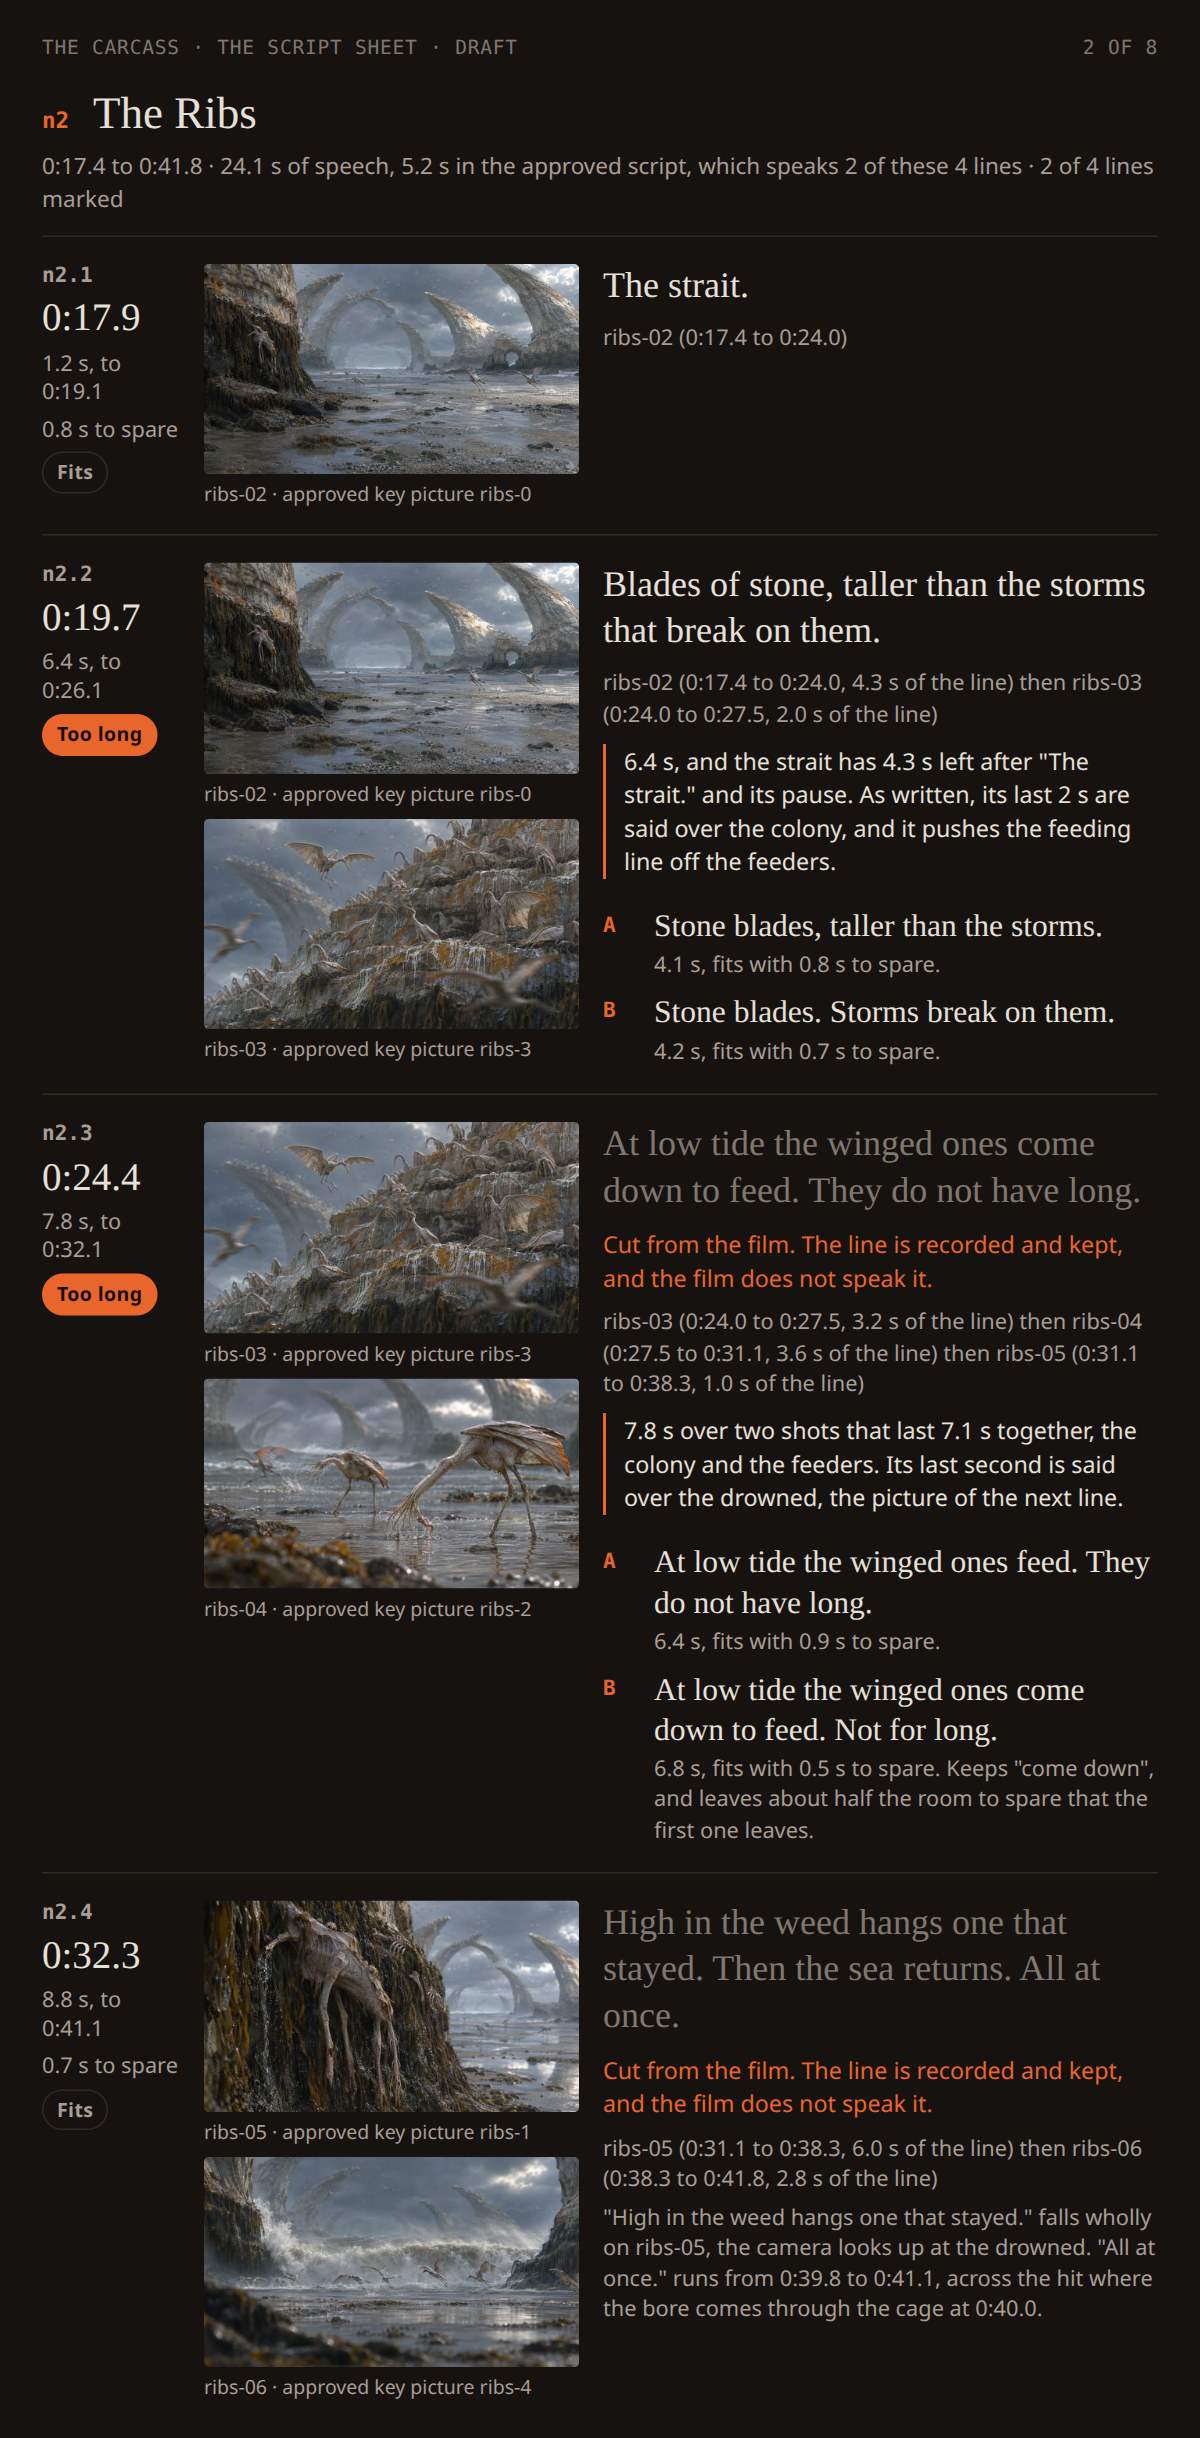 THE CARCASS · THE SCRIPT SHEET · DRAFT
2 OF 8
n2 The Ribs
0:17.4 to 0:41.8 · 24.1 s of speech, 5.2 s in the approved script, which speaks 2 of these 4 lines · 2 of 4 lines
marked
n2.1
0:17.9
1.2 s, to
0:19.1
0.8 s to spare
Fits
ribs-02 · approved key picture ribs-0
The strait.
ribs-02 (0:17.4 to 0:24.0)
n2.2
0:19.7
6.4 s, to
0:26.1
Too long
ribs-02 · approved key picture ribs-0
ribs-03 · approved key picture ribs-3
Blades of stone, taller than the storms
that break on them.
ribs-02 (0:17.4 to 0:24.0, 4.3 s of the line) then ribs-03
(0:24.0 to 0:27.5, 2.0 s of the line)
6.4 s, and the strait has 4.3 s left after "The
strait." and its pause. As written, its last 2 s are
said over the colony, and it pushes the feeding
line off the feeders.
A Stone blades, taller than the storms.
4.1 s, fits with 0.8 s to spare.
B Stone blades. Storms break on them.
4.2 s, fits with 0.7 s to spare.
n2.3
0:24.4
7.8 s, to
0:32.1
Too long
ribs-03 · approved key picture ribs-3
ribs-04 · approved key picture ribs-2
At low tide the winged ones come
down to feed. They do not have long.
Cut from the film. The line is recorded and kept,
and the film does not speak it.
ribs-03 (0:24.0 to 0:27.5, 3.2 s of the line) then ribs-04
(0:27.5 to 0:31.1, 3.6 s of the line) then ribs-05 (0:31.1
to 0:38.3, 1.0 s of the line)
7.8 s over two shots that last 7.1 s together, the
colony and the feeders. Its last second is said
over the drowned, the picture of the next line.
A At low tide the winged ones feed. They
do not have long.
6.4 s, fits with 0.9 s to spare.
B At low tide the winged ones come
down to feed. Not for long.
6.8 s, fits with 0.5 s to spare. Keeps "come down",
and leaves about half the room to spare that the
first one leaves.
n2.4
0:32.3
8.8 s, to
0:41.1
0.7 s to spare
Fits
ribs-05 · approved key picture ribs-1
ribs-06 · approved key picture ribs-4
High in the weed hangs one that
stayed. Then the sea returns. All at
once.
Cut from the film. The line is recorded and kept,
and the film does not speak it.
ribs-05 (0:31.1 to 0:38.3, 6.0 s of the line) then ribs-06
(0:38.3 to 0:41.8, 2.8 s of the line)
"High in the weed hangs one that stayed." falls wholly
on ribs-05, the camera looks up at the drowned. "All at
once." runs from 0:39.8 to 0:41.1, across the hit where
the bore comes through the cage at 0:40.0.